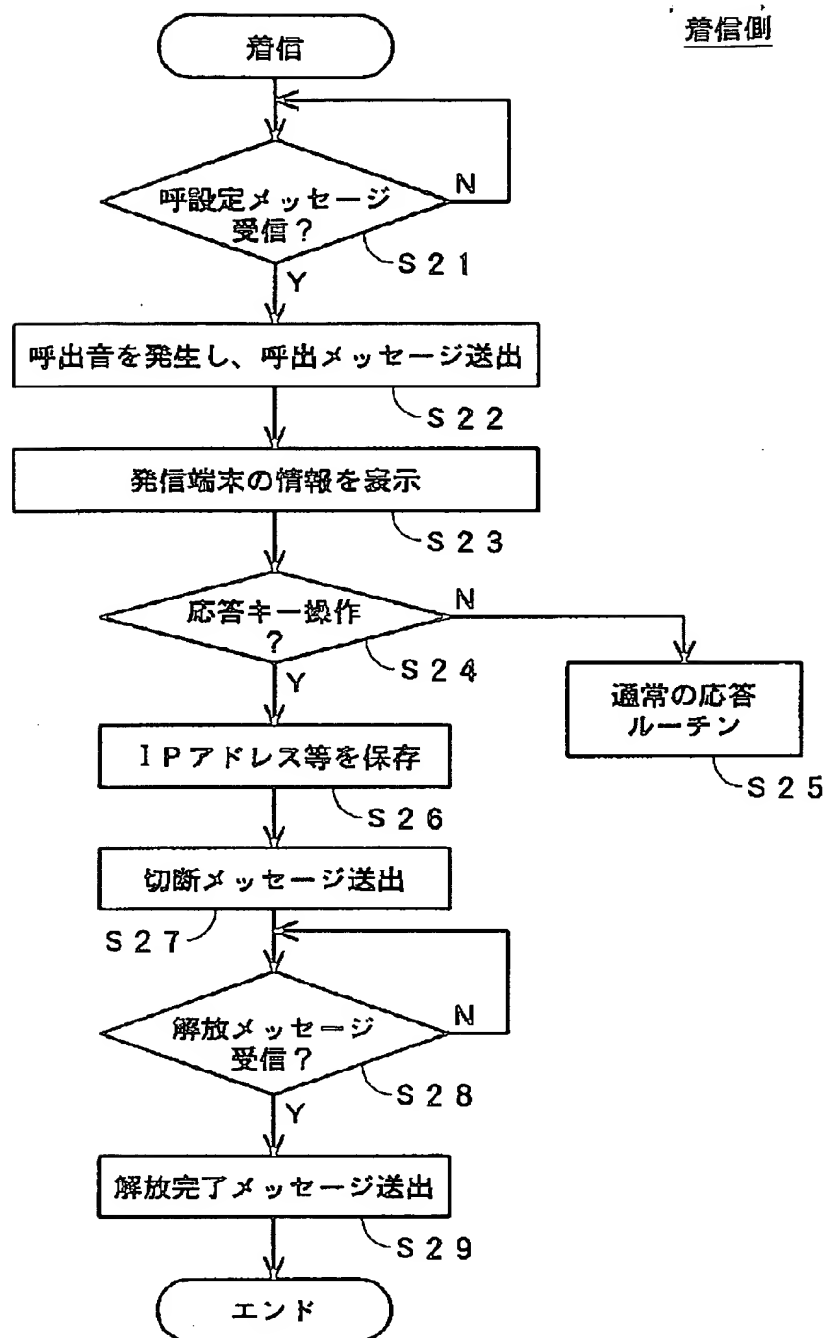 着信側
着信
呼設定メッセージ
受信?
N
S21
Y
呼出音を発生し、呼出メッセージ送出
S22
発信端末の情報を表示
S23
応答キー操作
?
N
S24
Y
通常の応答
ルーチン
S25
IPアドレス等を保存
S26
切断メッセージ送出
S27
解放メッセージ
受信?
N
S28
Y
解放完了メッセージ送出
S29
エンド